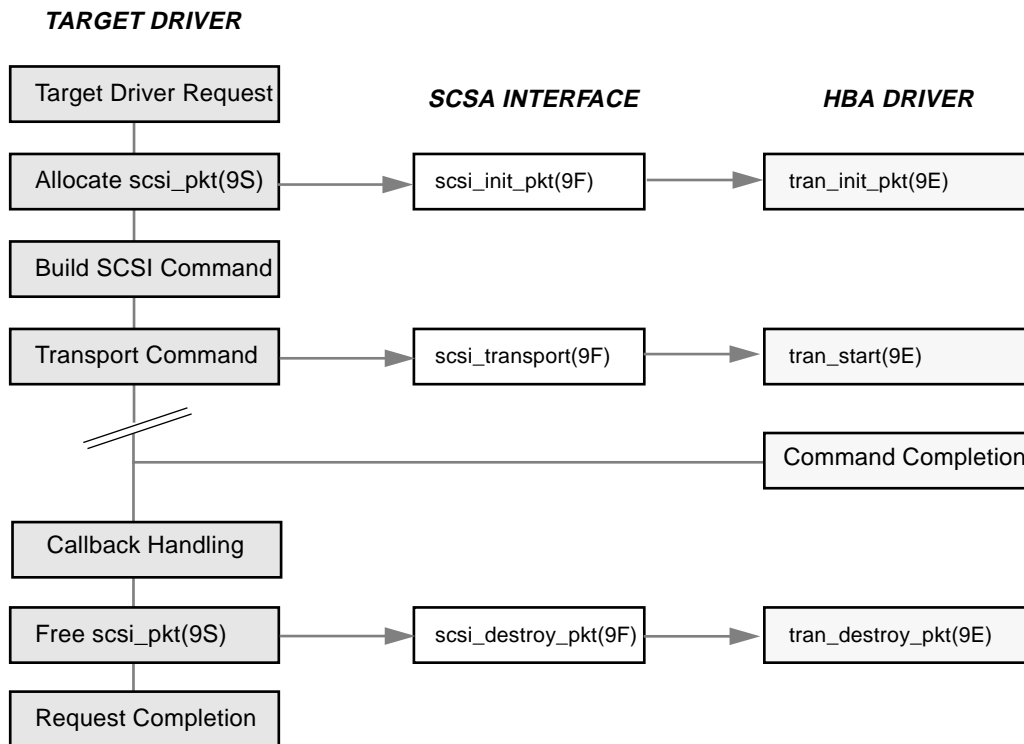 TARGET DRIVER
Target Driver Request
SCSA INTERFACE
HBA DRIVER
Allocate scsi_pkt(9S)
scsi_init_pkt(9F)
tran_init_pkt(9E)
Build SCSI Command
Transport Command
scsi_transport(9F)
tran_start(9E)
Command Completion
Callback Handling
Free scsi_pkt(9S)
scsi_destroy_pkt(9F)
tran_destroy_pkt(9E)
Request Completion